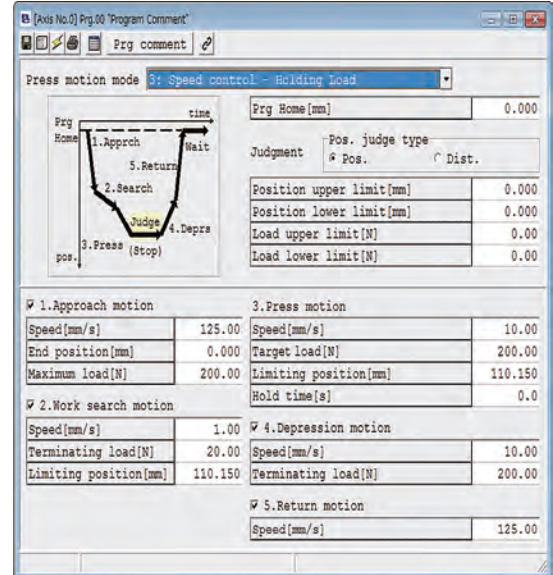 [Axis No.0] Prg.00 "Program Comment"
Prg comment
Press motion mode 3: Speed control - Holding Load
time
Prg
Home
1.Apprch
Wait
5.Return
2.Search
Judge
4.Deprs
3.Press
(Stop)
pos.
Prg Home[mm] 0.000
Judgment
Pos. judge type
Pos. Dist.
Position upper limit[mm] 0.000
Position lower limit[mm] 0.000
Load upper limit[N] 0.00
Load lower limit[N] 0.00
1.Approach motion
Speed[mm/s] 125.00
End position[mm] 0.000
Maximum load[N] 200.00
2.Work search motion
Speed[mm/s] 1.00
Terminating load[N] 20.00
Limiting position[mm] 110.150
3.Press motion
Speed[mm/s] 10.00
Target load[N] 200.00
Limiting position[mm] 110.150
Hold time[s] 0.0
4.Depression motion
Speed[mm/s] 10.00
Terminating load[N] 200.00
5.Return motion
Speed[mm/s] 125.00